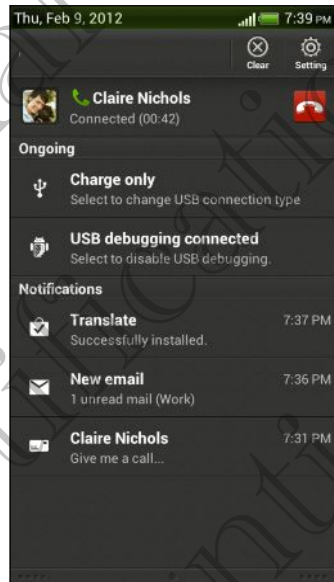 Thu, Feb 9, 2012 7:39 PM
Clear Setting
Claire Nichols
Connected (00:42)
Ongoing
Charge only
Select to change USB connection type
USB debugging connected
Select to disable USB debugging.
Notifications
Translate 7:37 PM
Successfully installed.
New email 7:36 PM
1 unread mail (Work)
Claire Nichols 7:31 PM
Give me a call...